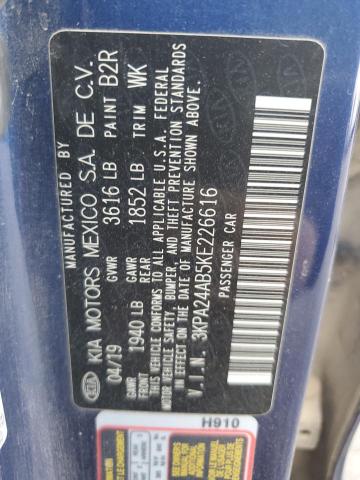 MANUFACTURED BY
KIA MOTORS MEXICO S.A. DE C.V.
04/19 GVWR 3616 LB PAINT B2R
GAWR FRONT 1940 LB GAWR REAR 1852 LB TRIM WK
THIS VEHICLE CONFORMS TO ALL APPLICABLE U.S.A. FEDERAL
MOTOR VEHICLE SAFETY, BUMPER, AND THEFT PREVENTION STANDARDS
IN EFFECT ON THE DATE OF MANUFACTURE SHOWN ABOVE.
V.I.N. 3KPA24AB5KE226616
PASSENGER CAR
KIA
H910